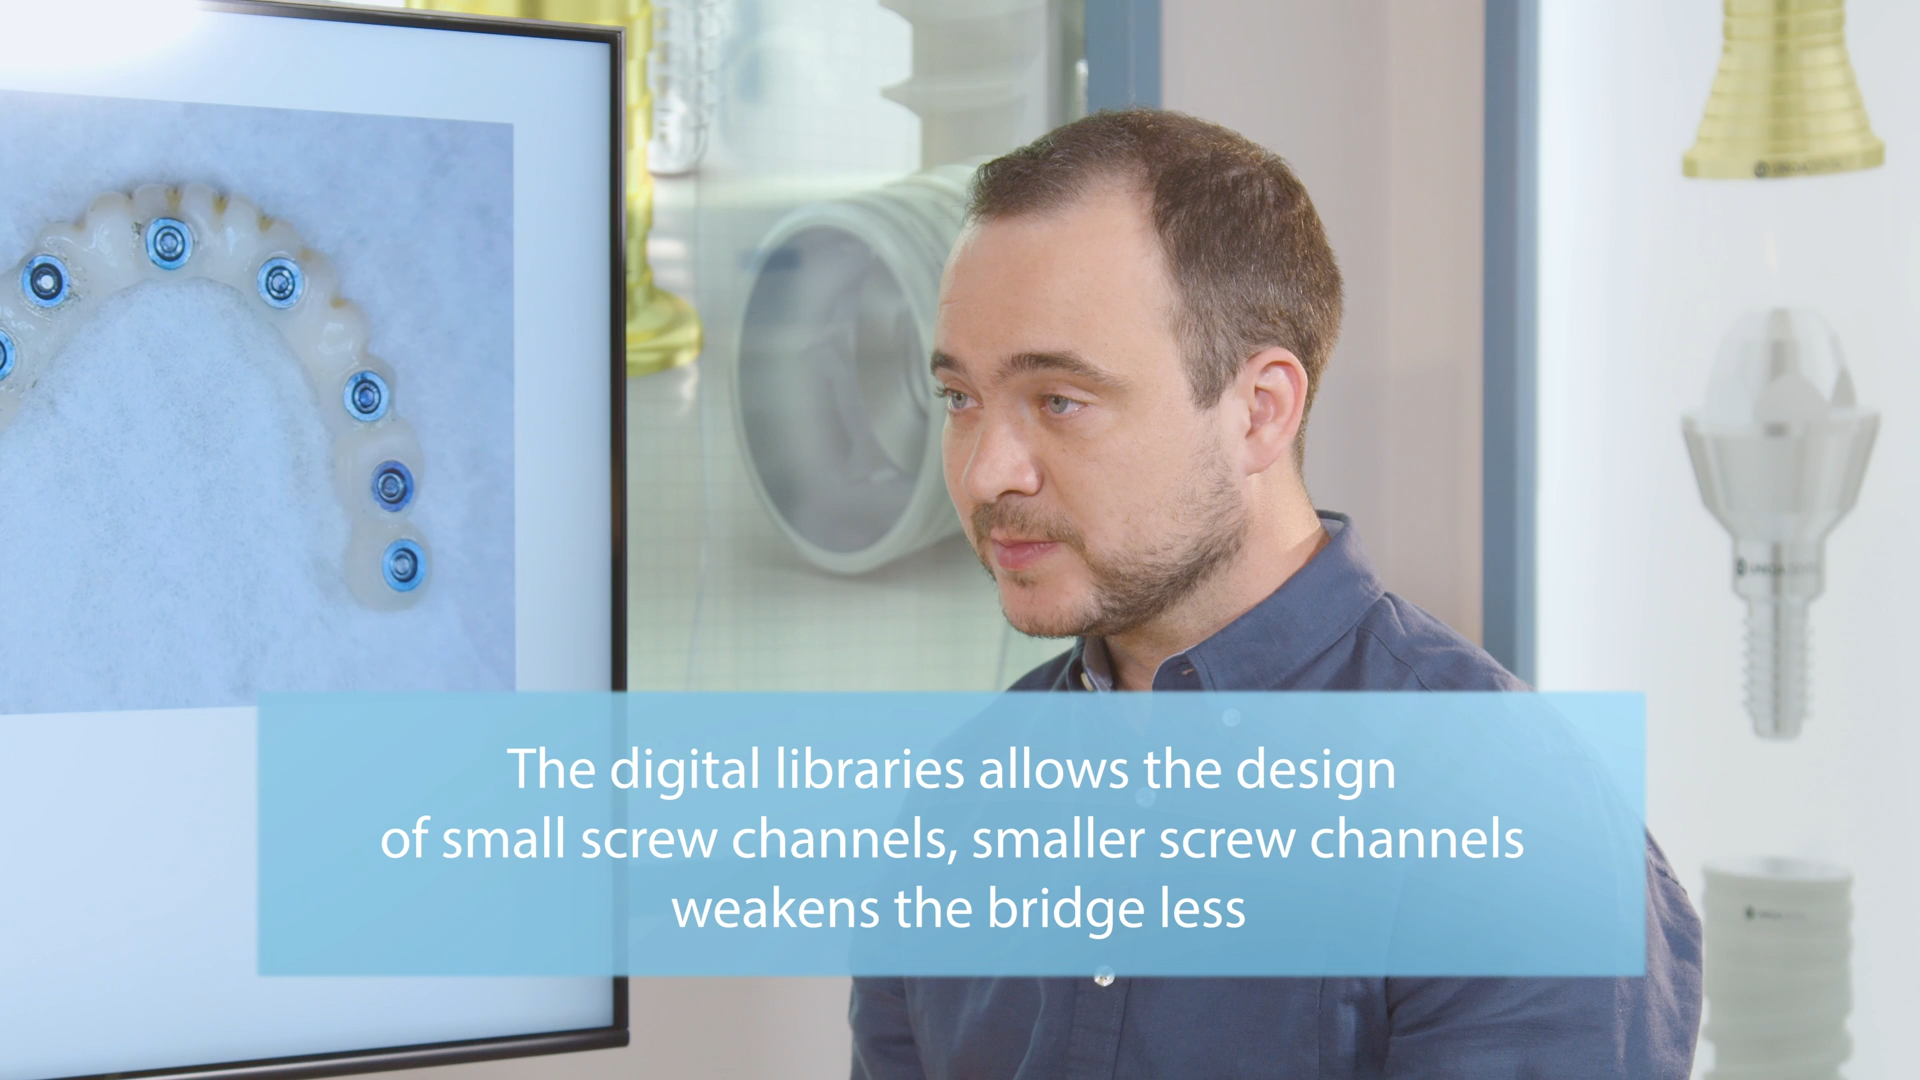 The digital libraries allows the design
of small screw channels, smaller screw channels
weakens the bridge less